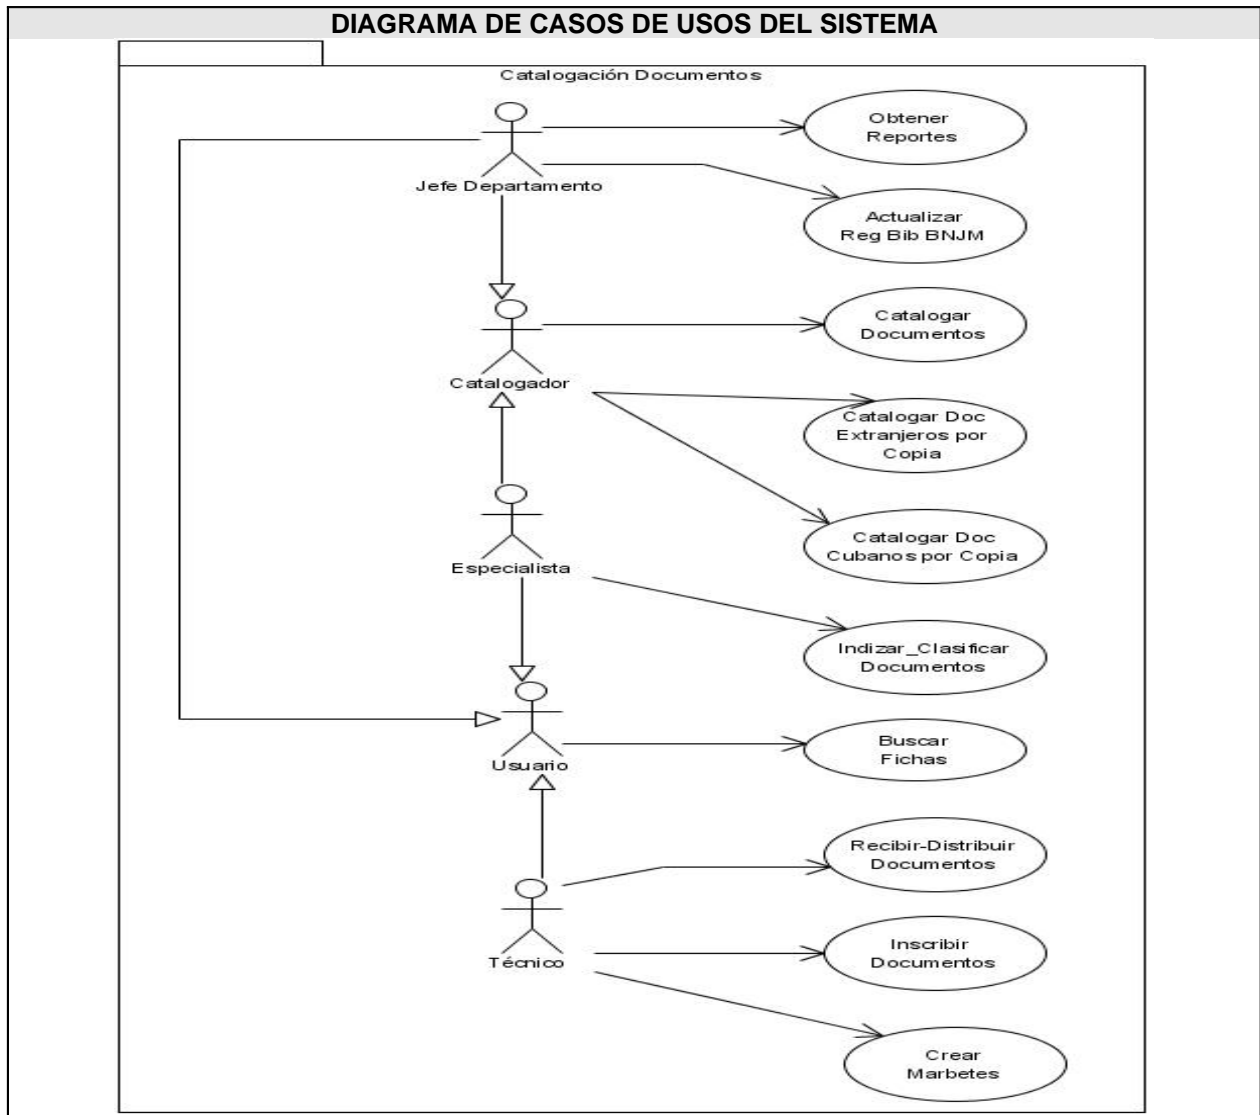 DIAGRAMA DE CASOS DE USOS DEL SISTEMA
Catalogación Documentos
Obtener
Reportes
Jefe Departamento
Actualizar
Reg Bib BNJM
Catalogar
Documentos
Catalogador
Catalogar Doc
Extranjeros por
Copia
Catalogar Doc
Cubanos por Copia
Especialista
Indizar_Clasificar
Documentos
Buscar
Fichas
Usuario
Recibir-Distribuir
Documentos
Inscribir
Documentos
Técnico
Crear
Marbetes